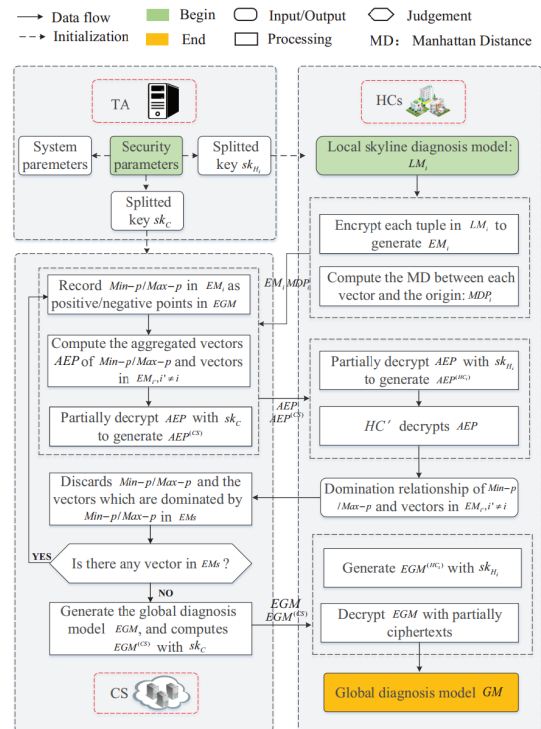 Data flow
Initialization
Begin
End
Input/Output
Processing
Judgement
MD: Manhattan Distance
TA
System
paremeters
Security
parameters
Splitted
key sk_{H_i}
Splitted
key sk_C
HCs
Local skyline diagnosis model:
LM_i
Encrypt each tuple in LM_i to
generate EM_i
Compute the MD between each
vector and the origin: MDP_i
EM_i MDP_i
Record Min-p/Max-p in EM_i as
positive/negative points in EGM
Compute the aggregated vectors
AEP of Min-p/Max-p and vectors
in EM_{i'}, i' ≠ i
Partially decrypt AEP with sk_C
to generate AEP^{(CS)}
AEP
AEP^{(CS)}
Partially decrypt AEP with sk_{H_i}
to generate AEP^{(HC_i)}
HC' decrypts AEP
Domination relationship of Min-p
/Max-p and vectors in EM_{i'}, i' ≠ i
Discards Min-p/Max-p and the
vectors which are dominated by
Min-p/Max-p in EMs
YES
Is there any vector in EMs ?
NO
Generate the global diagnosis
model EGM, and computes
EGM^{(CS)} with sk_C
EGM
EGM^{(CS)}
Generate EGM^{(HC_i)} with sk_{H_i}
Decrypt EGM with partially
ciphertexts
Global diagnosis model GM
CS